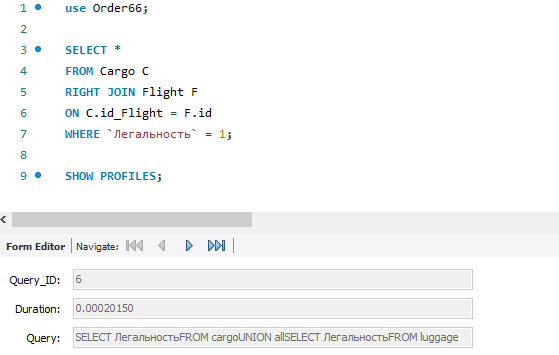 1 use Order66;
2
3 SELECT *
4 FROM Cargo C
5 RIGHT JOIN Flight F
6 ON C.id_Flight = F.id
7 WHERE `Легальность` = 1;
8
9 SHOW PROFILES;
Form Editor Navigate:
Query_ID: 6
Duration: 0.00020150
Query: SELECT ЛегальностьFROM cargoUNION allSELECT ЛегальностьFROM luggage